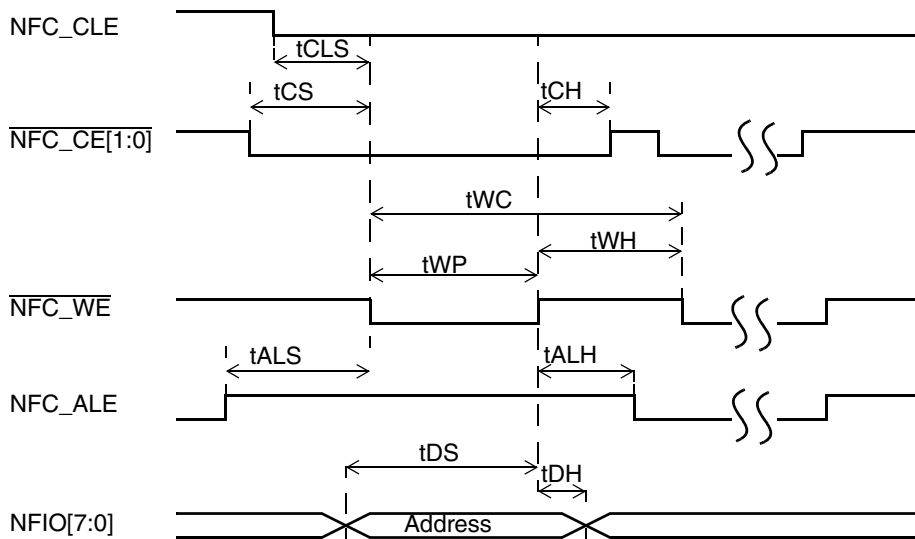 NFC_CLE
tCLS
tCS
tCH
NFC_CE[1:0]
tWC
tWH
tWP
NFC_WE
tALS
tALH
NFC_ALE
tDS
tDH
NFIO[7:0]
Address